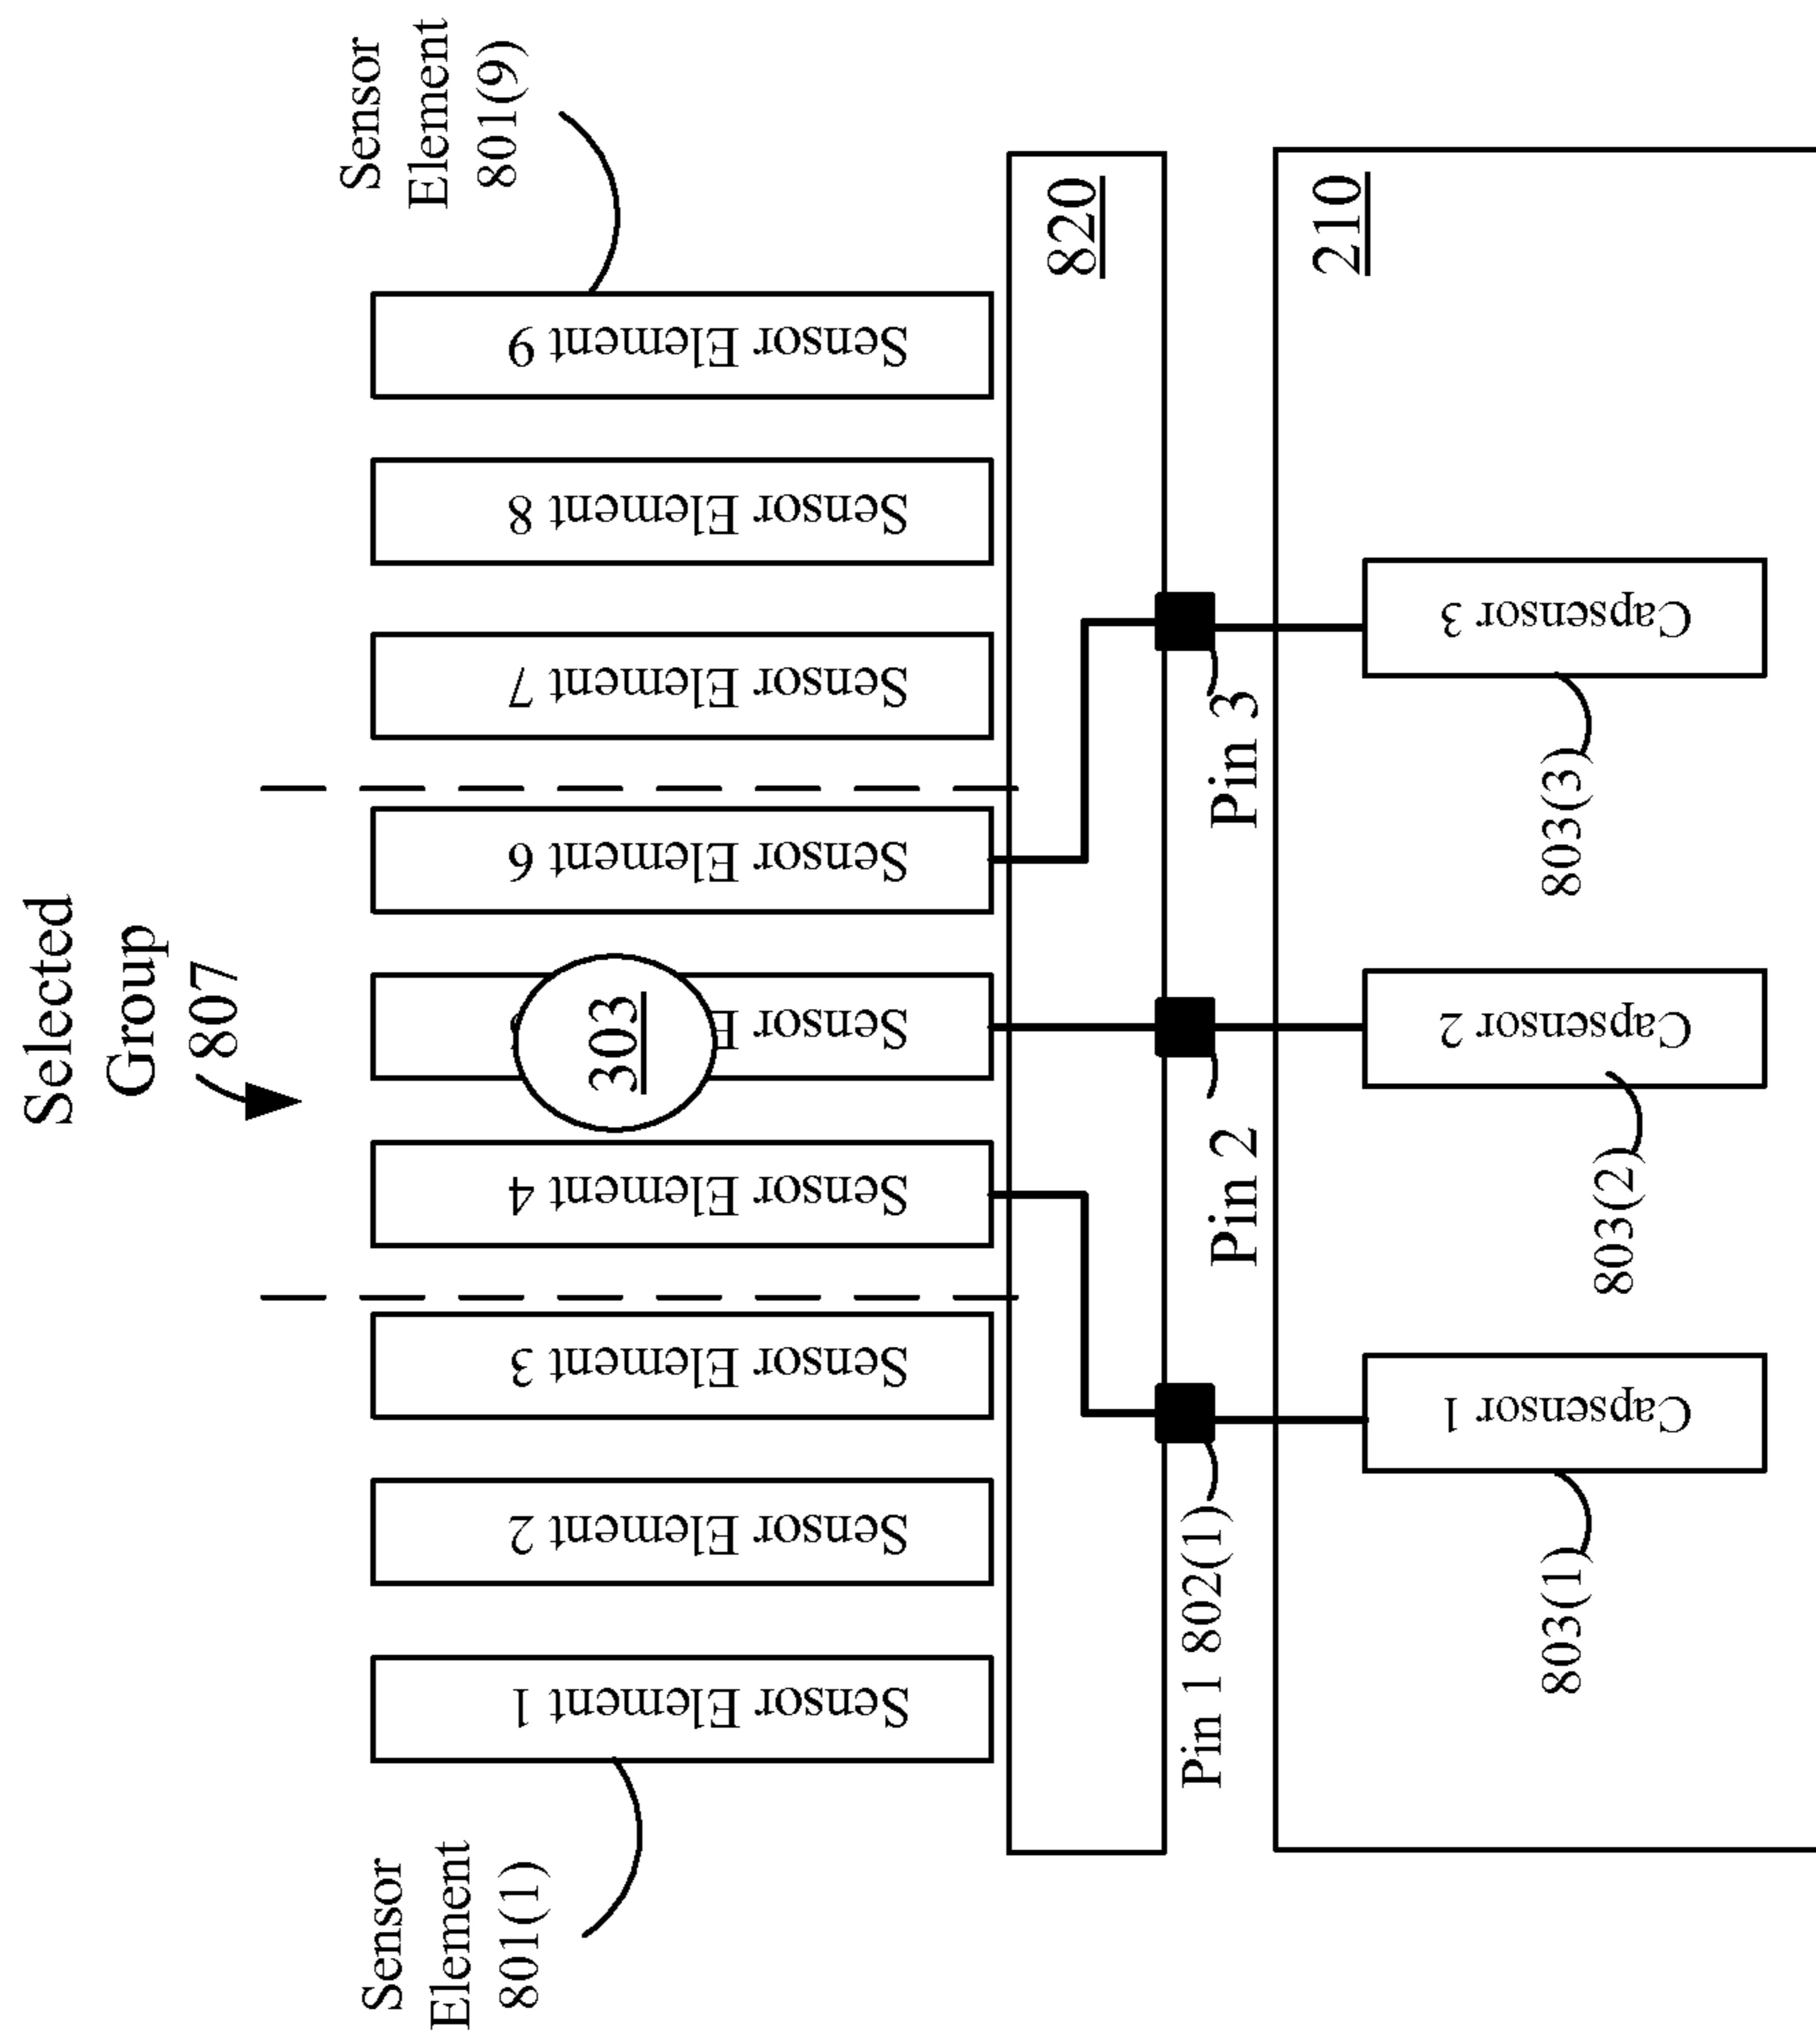 Selected
Group
807
Sensor
Element
801(1)
Sensor
Element
801(9)
Sensor Element 1
Sensor Element 2
Sensor Element 3
Sensor Element 4
Sensor
303
Sensor Element 6
Sensor Element 7
Sensor Element 8
Sensor Element 9
820
Pin 1 802(1)
Pin 2
Pin 3
210
Capsensor 1
Capsensor 2
Capsensor 3
803(1)
803(2)
803(3)